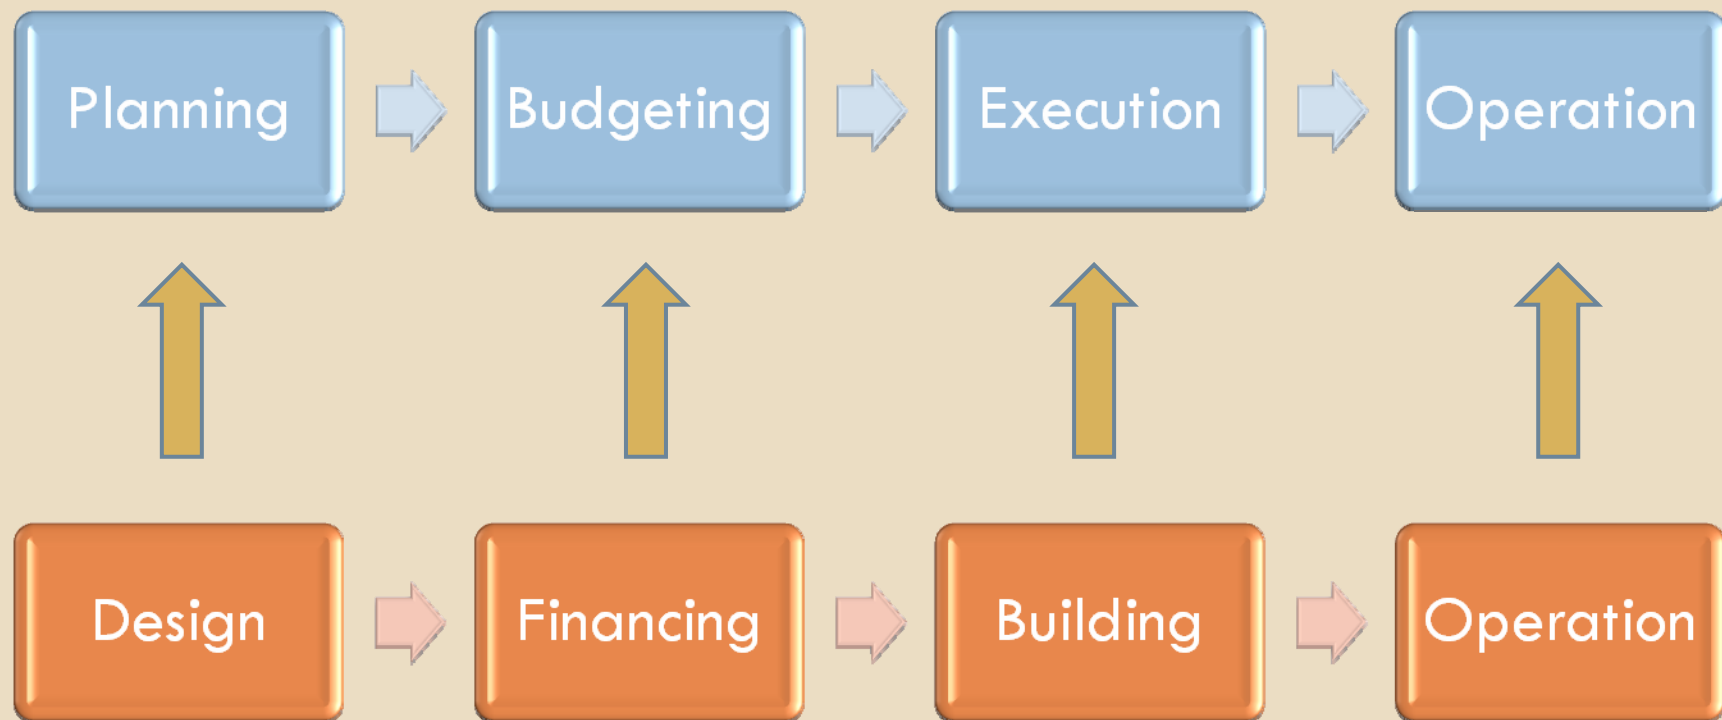 Planning
Budgeting
Execution
Operation
Design
Financing
Building
Operation